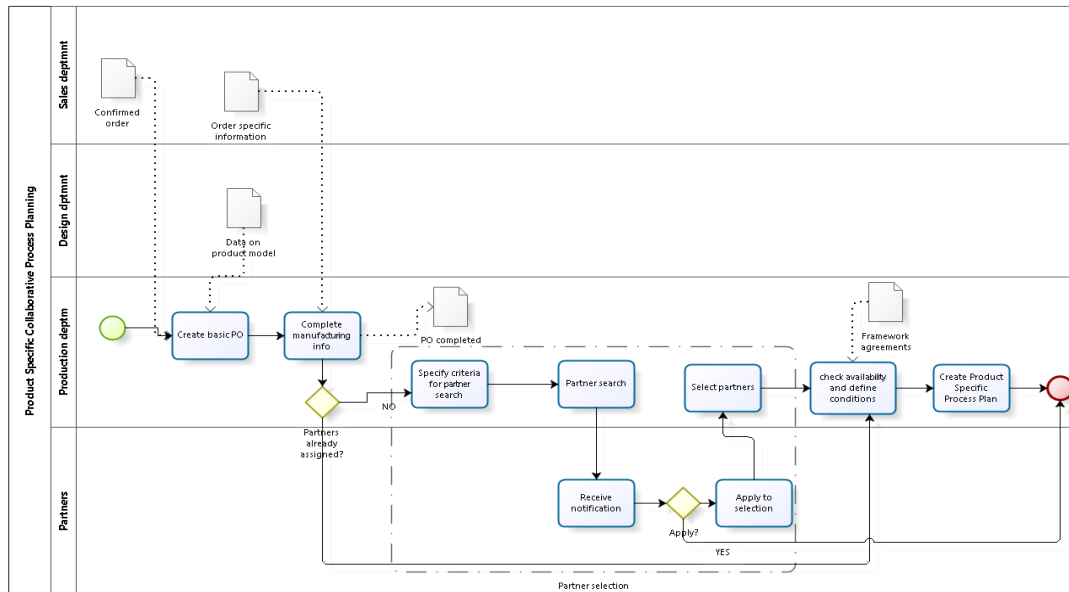 Product Specific Collaborative Process Planning
Sales deptmnt
Confirmed
order
Order specific
information
Design dptmnt
Data on
product model
Production deptm
Create basic PO
Complete
manufacturing
info
PO completed
Partners
already
assigned?
NO
Specify criteria
for partner
search
Partner search
Select partners
Framework
agreements
check availability
and define
conditions
Create Product
Specific
Process Plan
Partners
Receive
notification
Apply?
Apply to
selection
YES
Partner selection